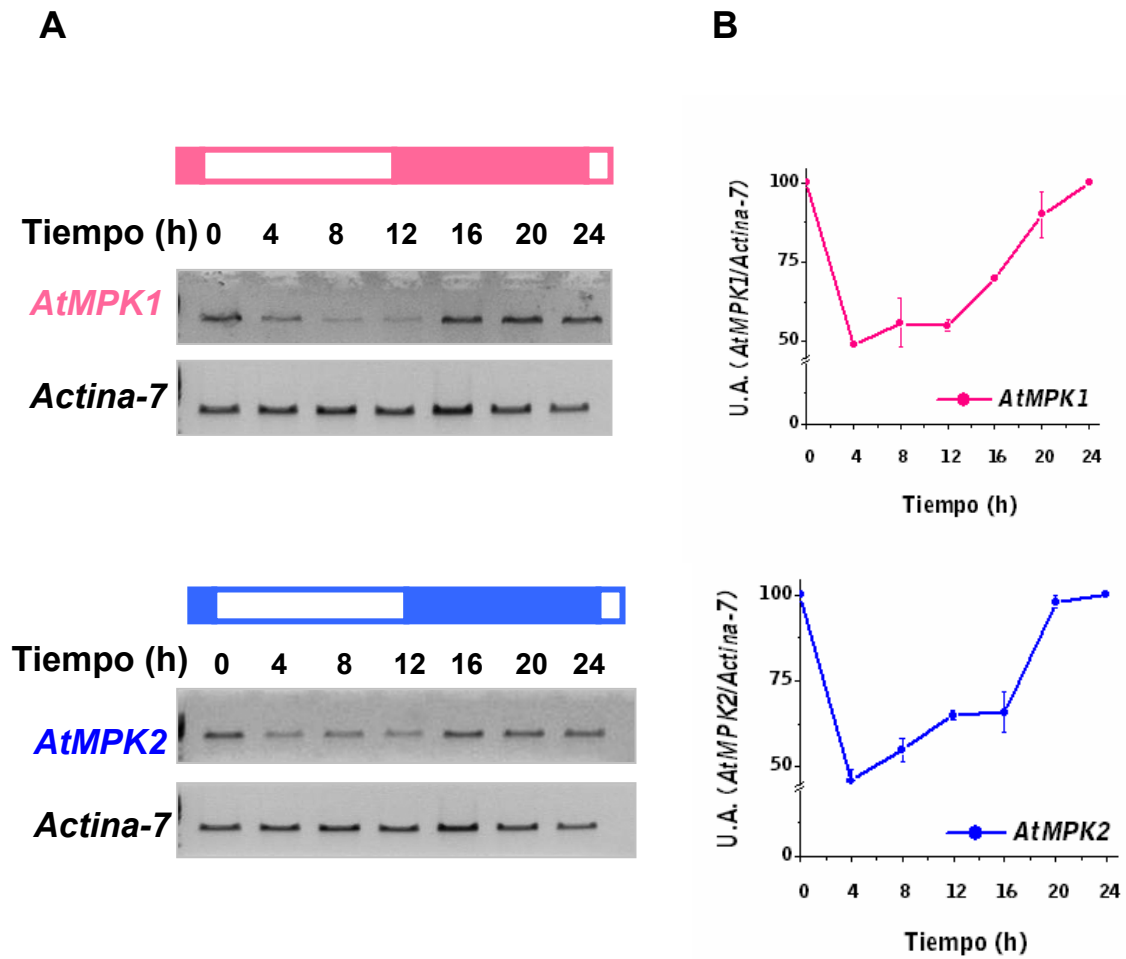 A
B
Tiempo (h) 0 4 8 12 16 20 24
AtMPK1
Actina-7
U.A. (AtMPK1/Actina-7)
100
75
50
0
AtMPK1
0 4 8 12 16 20 24
Tiempo (h)
Tiempo (h) 0 4 8 12 16 20 24
AtMPK2
Actina-7
U.A. (AtMPK2/Actina-7)
100
75
50
0
AtMPK2
0 4 8 12 16 20 24
Tiempo (h)